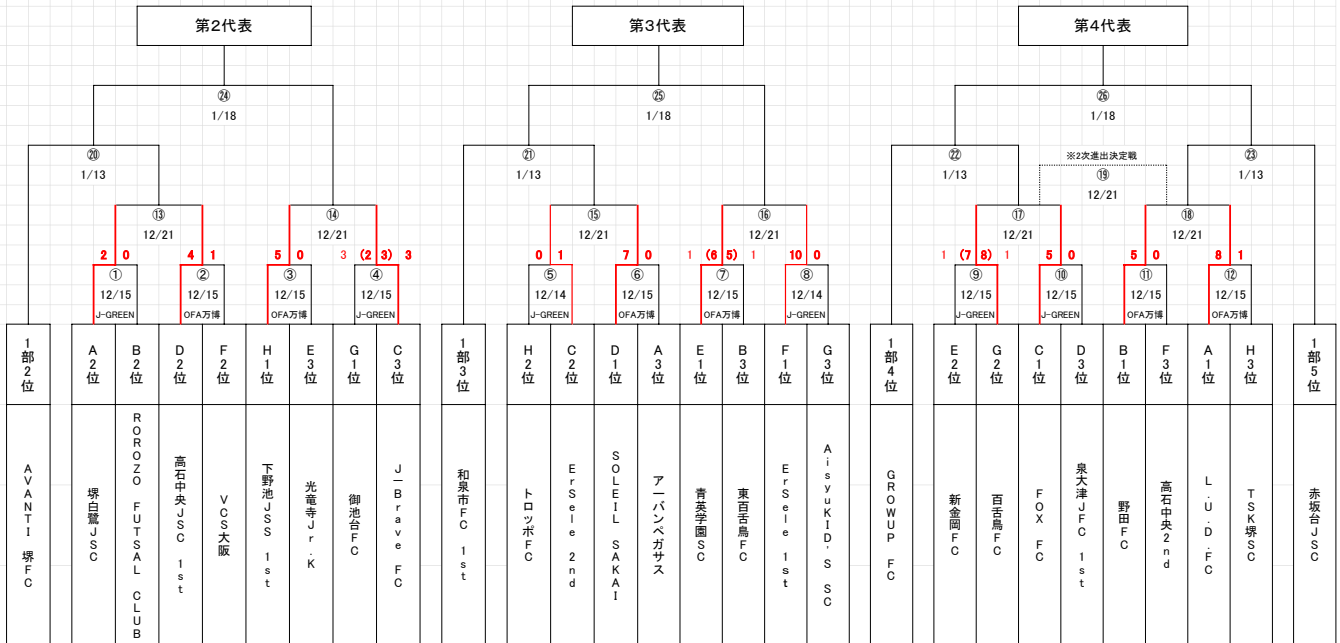 第2代表
第3代表
第4代表
㉔
㉕
㉖
1/18
1/18
1/18
⑳
㉑
㉒
※2次進出決定戦
㉓
1/13
1/13
1/13
⑲
1/13
12/21
⑬
⑭
⑮
⑯
⑰
⑱
12/21
12/21
12/21
12/21
12/21
12/21
2 0
4 1
5 0
3 (2 3) 3
0 1
7 0
1 (6 5) 1
10 0
1 (7 8) 1
5 0
5 0
8 1
①
②
③
④
⑤
⑥
⑦
⑧
⑨
⑩
⑪
⑫
12/15
12/15
12/15
12/15
12/14
12/15
12/15
12/14
12/15
12/15
12/15
12/15
J-GREEN
OFA万博
OFA万博
J-GREEN
J-GREEN
OFA万博
OFA万博
J-GREEN
J-GREEN
J-GREEN
OFA万博
OFA万博
1部2位
A2位
B2位
D2位
F2位
H1位
E3位
G1位
C3位
1部3位
H2位
C2位
D1位
A3位
E1位
B3位
F1位
G3位
1部4位
E2位
G2位
C1位
D3位
B1位
F3位
A1位
H3位
1部5位
AVANTI 堺FC
堺白鷺JSC
ROROZO FUTSAL CLUB
高石中央JSC 1st
VCS大阪
下野池JSS 1st
光竜寺Jr.K
御池台FC
J−Brave FC
和泉市FC 1st
トロッポFC
ErSele 2nd
SOLEIL SAKAI
アーバンペガサス
青英学園SC
東百舌鳥FC
ErSele 1st
AisyuKID'S SC
GROWUP FC
新金岡FC
百舌鳥FC
FOX FC
泉大津JFC 1st
野田FC
高石中央2nd
L.U.D.FC
TSK堺SC
赤坂台JSC